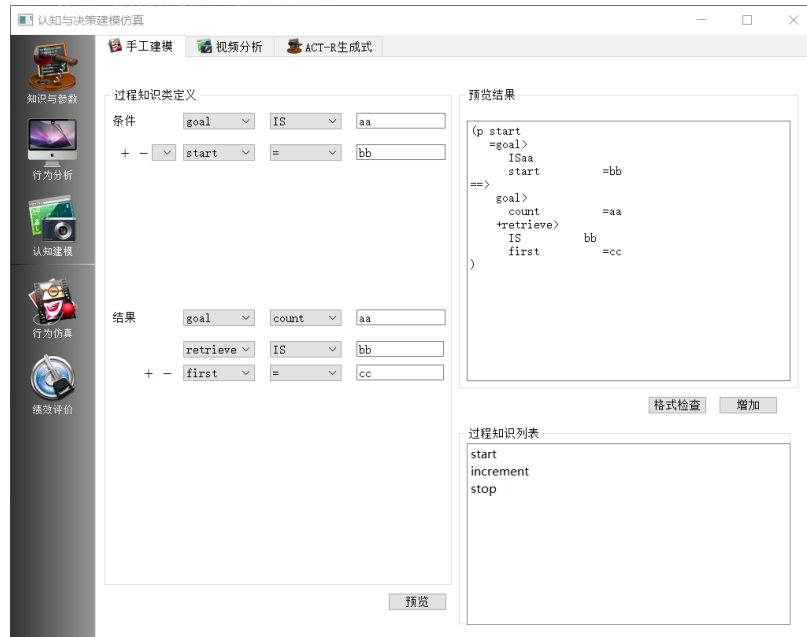 认知与决策建模仿真
手工建模 视频分析 ACT-R生成式
知识与参数
行为分析
认知建模
行为仿真
绩效评价
过程知识类定义
条件 goal IS aa
+ - start = bb
结果 goal count aa
retrieve IS bb
+ - first = cc
预览
预览结果
(p start
=goal>
ISaa
start =bb
==>
goal>
count =aa
+retrieve>
IS bb
first =cc
)
格式检查 增加
过程知识列表
start
increment
stop